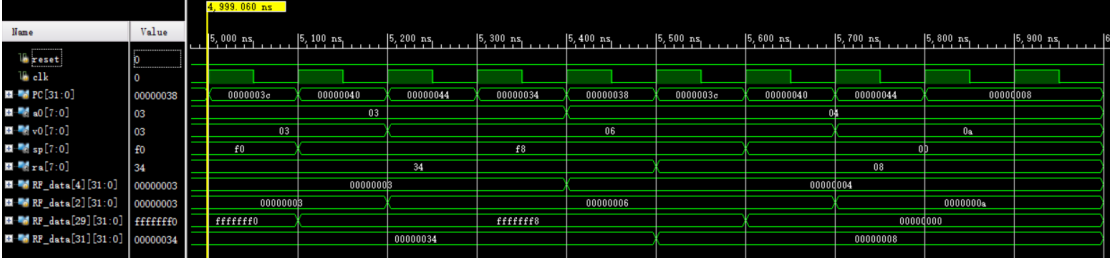 4,999.060 ns
Name Value
5,000 ns 5,100 ns 5,200 ns 5,300 ns 5,400 ns 5,500 ns 5,600 ns 5,700 ns 5,800 ns 5,900 ns 6
reset 0
clk 0
PC[31:0] 00000038 0000003c 00000040 00000044 00000034 00000038 0000003c 00000040 00000044 00000008
a0[7:0] 03 03 04
v0[7:0] 03 03 06 0a
sp[7:0] f0 f0 f8 00
ra[7:0] 34 34 08
RF_data[4][31:0] 00000003 00000003 00000004
RF_data[2][31:0] 00000003 00000003 00000006 0000000a
RF_data[29][31:0] fffffff0 fffffff0 fffffff8 00000000
RF_data[31][31:0] 00000034 00000034 00000008